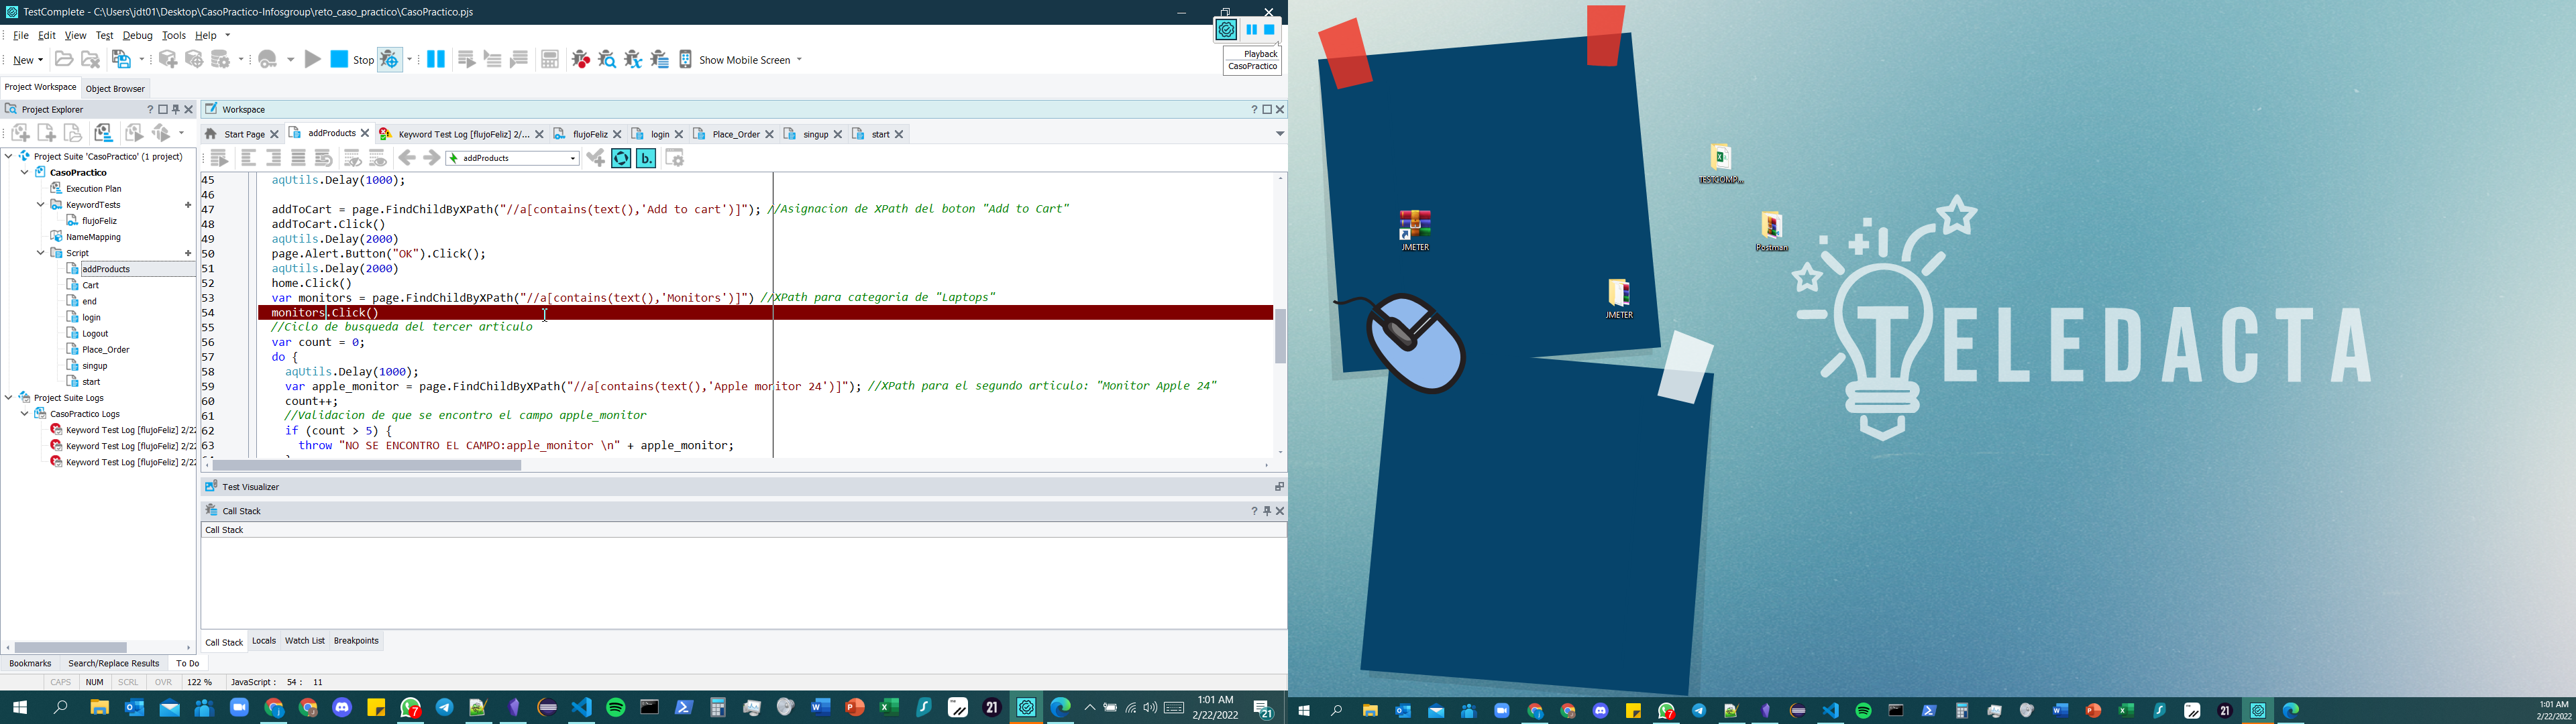 TestComplete - C:\Users\jdt01\Desktop\CasoPractico-Infosgroup\reto_caso_practico\CasoPractico.pjs
File Edit View Test Debug Tools Help
New Stop Show Mobile Screen
Playback
CasoPractico
Project Workspace Object Browser
Project Explorer
Workspace
Start Page addProducts Keyword Test Log [flujoFeliz] 2/... flujoFeliz login Place_Order singup start
addProducts
Project Suite 'CasoPractico' (1 project)
CasoPractico
Execution Plan
KeywordTests
flujoFeliz
NameMapping
Script
addProducts
Cart
end
login
Logout
Place_Order
singup
start
Project Suite Logs
CasoPractico Logs
Keyword Test Log [flujoFeliz] 2/22
Keyword Test Log [flujoFeliz] 2/22
Keyword Test Log [flujoFeliz] 2/22
45 aqUtils.Delay(1000);
46
47 addToCart = page.FindChildByXPath("//a[contains(text(),'Add to cart')]"); //Asignacion de XPath del boton "Add to Cart"
48 addToCart.Click()
49 aqUtils.Delay(2000)
50 page.Alert.Button("OK").Click();
51 aqUtils.Delay(2000)
52 home.Click()
53 var monitors = page.FindChildByXPath("//a[contains(text(),'Monitors')]") //XPath para categoria de "Laptops"
54 monitors.Click()
55 //Ciclo de busqueda del tercer articulo
56 var count = 0;
57 do {
58 aqUtils.Delay(1000);
59 var apple_monitor = page.FindChildByXPath("//a[contains(text(),'Apple monitor 24')]"); //XPath para el segundo articulo: "Monitor Apple 24"
60 count++;
61 //Validacion de que se encontro el campo apple_monitor
62 if (count > 5) {
63 throw "NO SE ENCONTRO EL CAMPO:apple_monitor \n" + apple_monitor;
Test Visualizer
Call Stack
Call Stack
Call Stack Locals Watch List Breakpoints
Bookmarks Search/Replace Results To Do
CAPS NUM SCRL OVR 122 % JavaScript : 54 : 11
1:01 AM
2/22/2022
21
TESTCOMP...
JMETER
Postman
JMETER
TELEDACTA
1:01 AM
2/22/2022